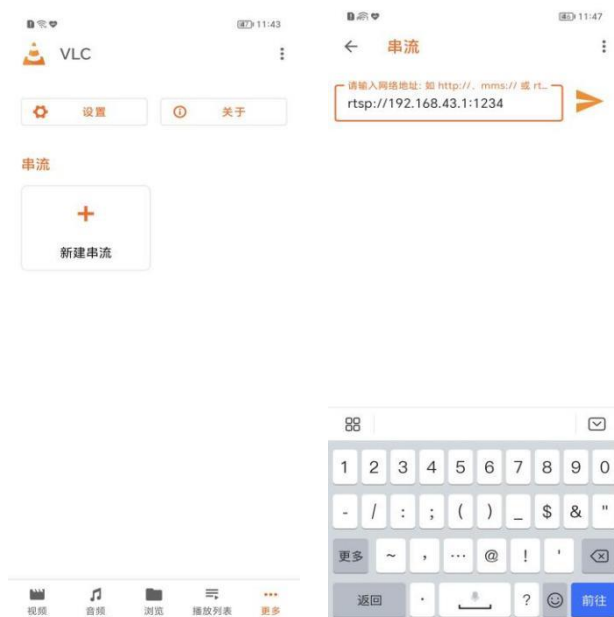 11:43
VLC
设置
关于
串流
新建串流
视频
音频
浏览
播放列表
更多
11:47
串流
请输入网络地址: 如 http://、mms:// 或 rt...
rtsp://192.168.43.1:1234
1 2 3 4 5 6 7 8 9 0
- / : ; ( ) _ $ & "
更多 ~ , … @ ! '
返回 . ? 前往